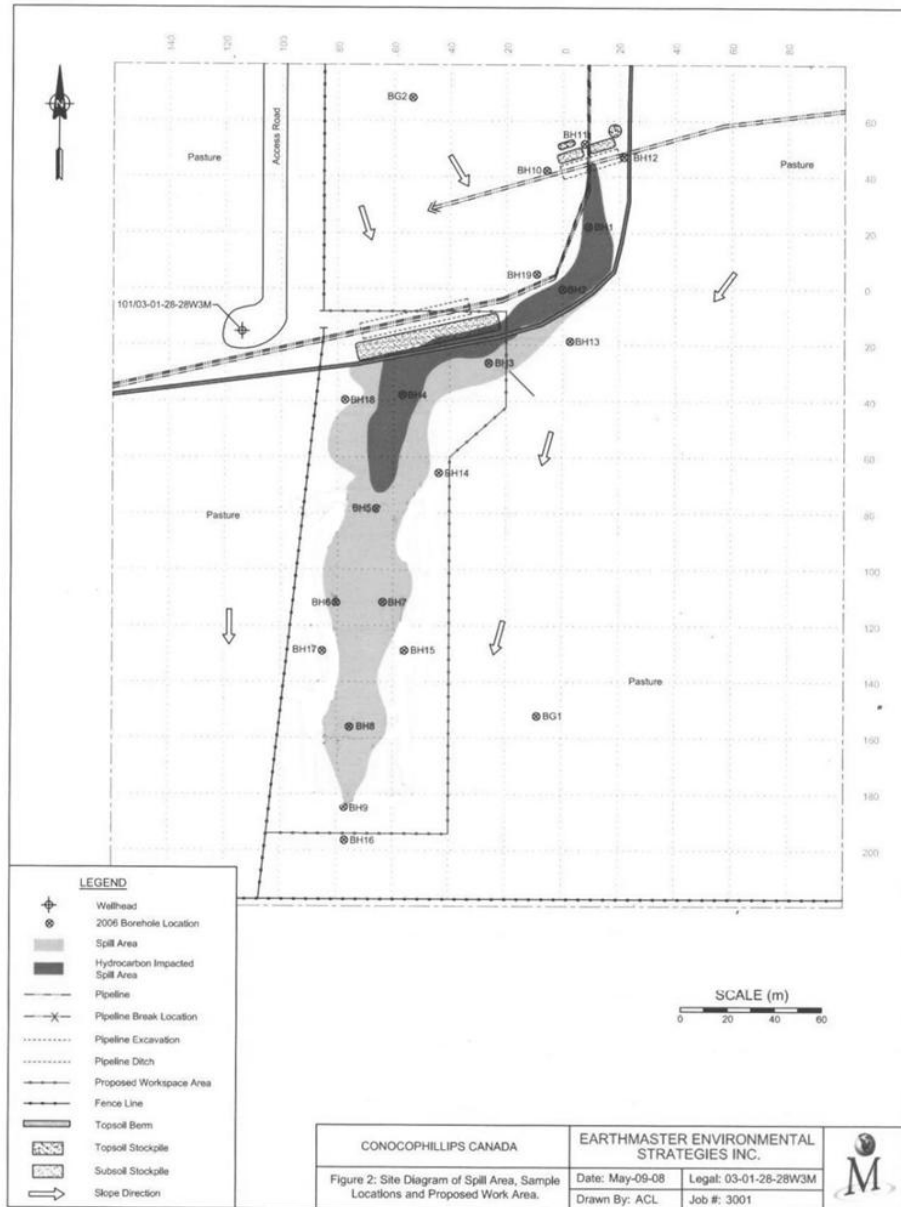 140
120
100
80
60
40
20
0
20
40
60
80
BG2
Access Road
Pasture
60
BH11
BH12
Pasture
BH10
40
BH1
20
BH19
101/03-01-28-28W3M
BH2
0
BH13
20
BH3
BH18
BH4
40
60
BH14
BH5
Pasture
80
100
BH6
BH7
120
BH17
BH15
Pasture
140
BG1
BH8
160
180
BH9
BH16
200
LEGEND
Wellhead
2006 Borehole Location
Spill Area
Hydrocarbon Impacted
Spill Area
Pipeline
Pipeline Break Location
Pipeline Excavation
Pipeline Ditch
Proposed Workspace Area
Fence Line
Topsoil Berm
Topsoil Stockpile
Subsoil Stockpile
Slope Direction
SCALE (m)
0 20 40 60
CONOCOPHILLIPS CANADA
Figure 2: Site Diagram of Spill Area, Sample
Locations and Proposed Work Area.
EARTHMASTER ENVIRONMENTAL
STRATEGIES INC.
Date: May-09-08 Legal: 03-01-28-28W3M
Drawn By: ACL Job #: 3001
M
N